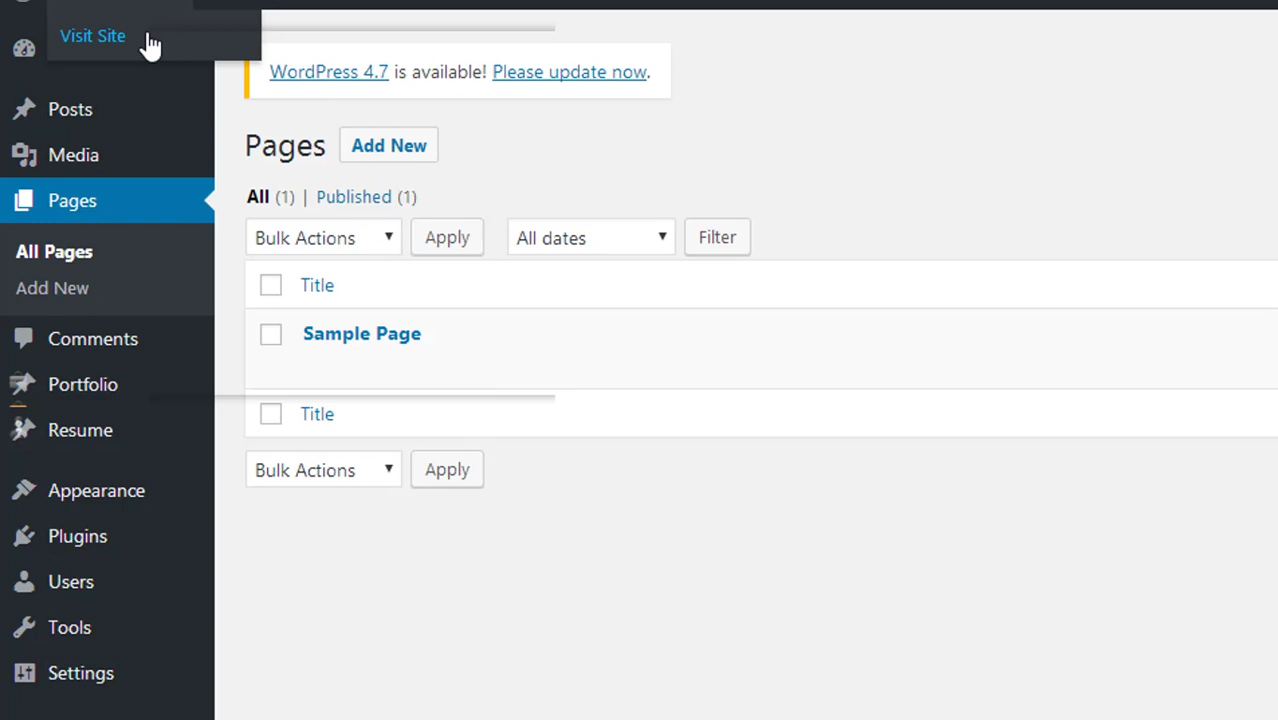 Visit Site
Posts
Media
Pages
All Pages
Add New
Comments
Portfolio
Resume
Appearance
Plugins
Users
Tools
Settings
WordPress 4.7 is available! Please update now.
Pages Add New
All (1) | Published (1)
Bulk Actions Apply All dates Filter
Title
Sample Page
Title
Bulk Actions Apply